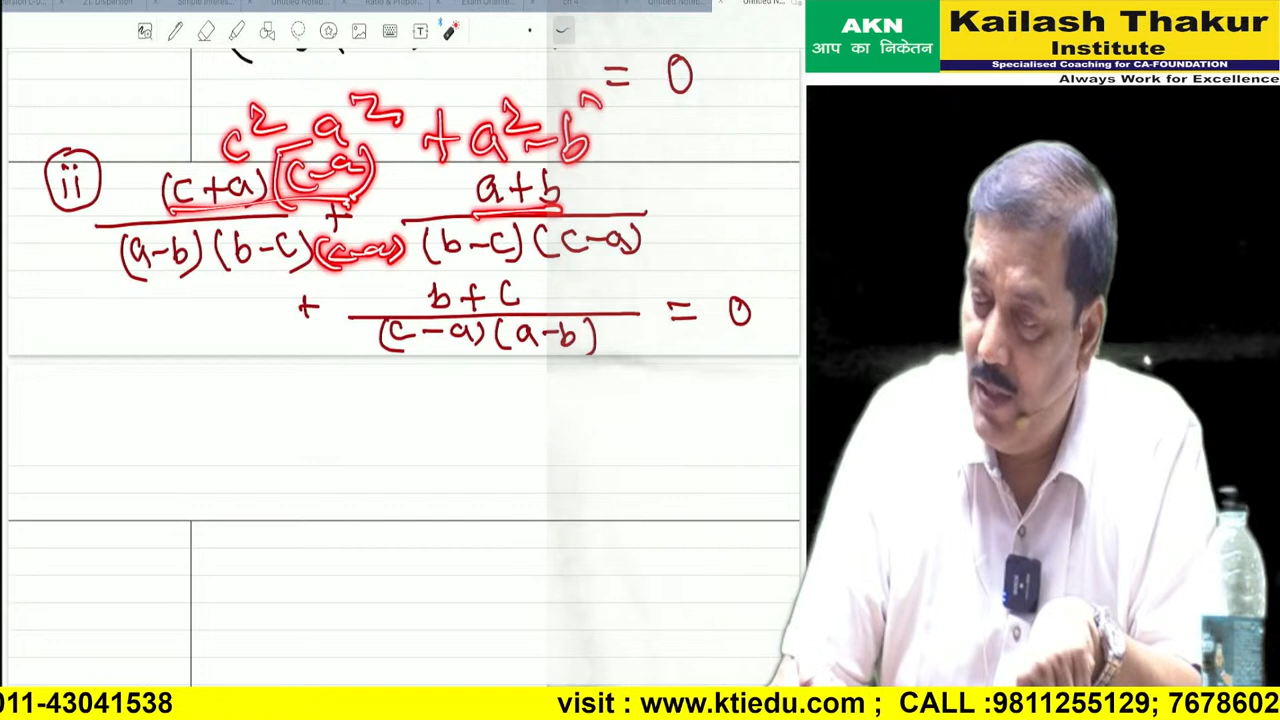 AKN
आप का निकेतन
Kailash Thakur
Institute
Specialised Coaching for CA-FOUNDATION
Always Work for Excellence
= 0
c² - a² + a² - b²
ii
(c+a)(c-a) + a+b
(a-b)(b-c)(c-a) (b-c)(c-a)
+ b+c = 0
(c-a)(a-b)
011-43041538 visit : www.ktiedu.com ; CALL :9811255129; 7678602